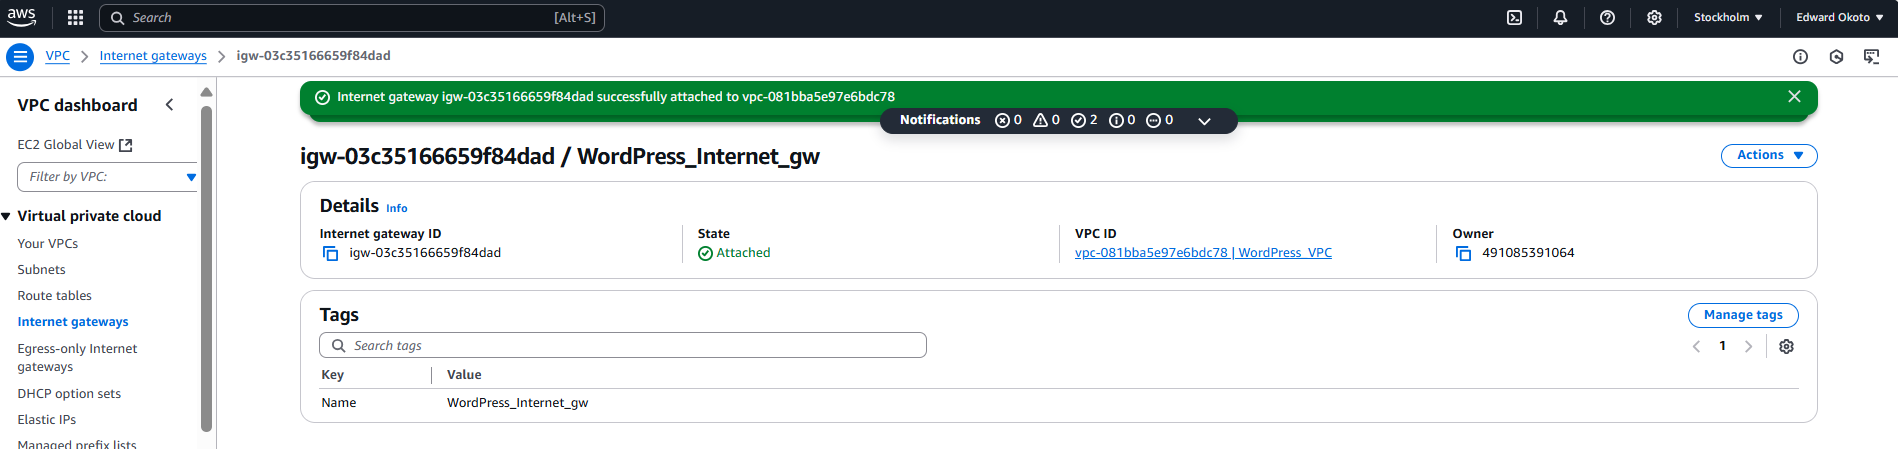 aws Search [Alt+S] Stockholm Edward Okoto
VPC Internet gateways igw-03c35166659f84dad
VPC dashboard
EC2 Global View
Filter by VPC:
Virtual private cloud
Your VPCs
Subnets
Route tables
Internet gateways
Egress-only Internet
gateways
DHCP option sets
Elastic IPs
Managed prefix lists
Internet gateway igw-03c35166659f84dad successfully attached to vpc-081bba5e97e6bdc78
Notifications 0 0 2 0 0
igw-03c35166659f84dad / WordPress_Internet_gw
Actions
Details Info
Internet gateway ID State VPC ID Owner
igw-03c35166659f84dad Attached vpc-081bba5e97e6bdc78 | WordPress_VPC 491085391064
Tags
Manage tags
Search tags
1
Key Value
Name WordPress_Internet_gw